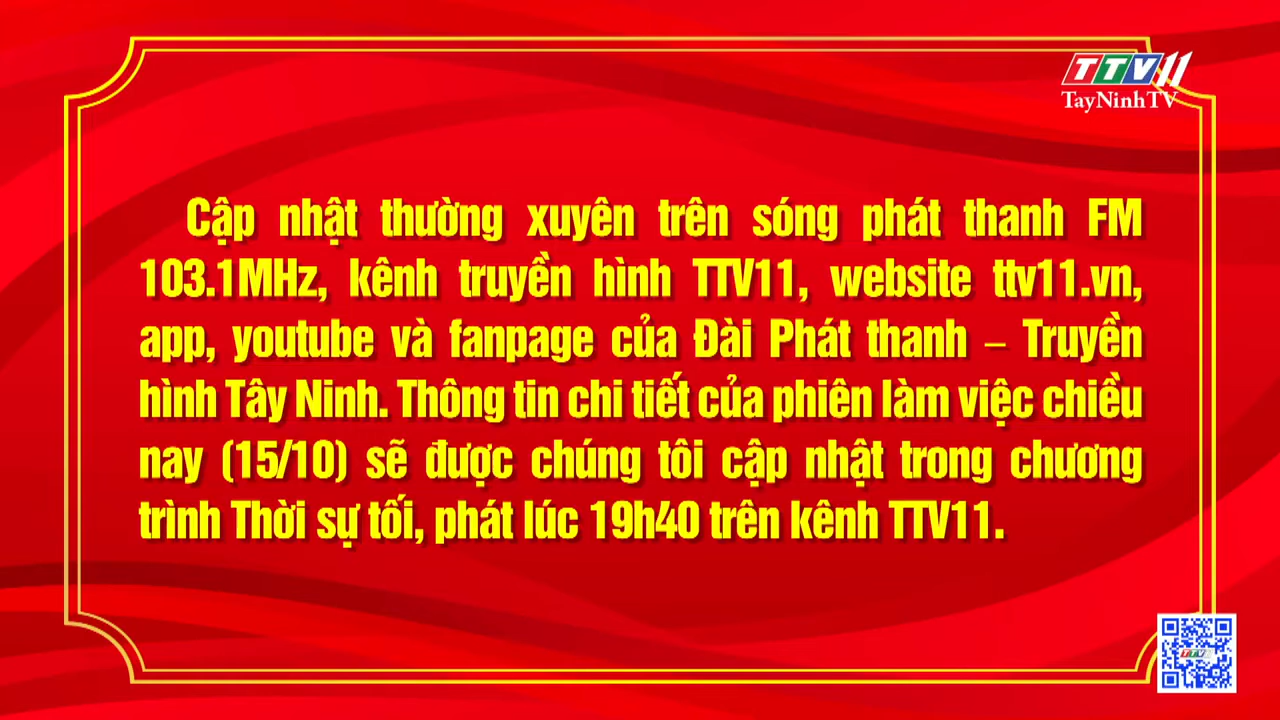 TTV11
TayNinhTV
Cập nhật thường xuyên trên sóng phát thanh FM
103.1MHz, kênh truyền hình TTV11, website ttv11.vn,
app, youtube và fanpage của Đài Phát thanh – Truyền
hình Tây Ninh. Thông tin chi tiết của phiên làm việc chiều
nay (15/10) sẽ được chúng tôi cập nhật trong chương
trình Thời sự tối, phát lúc 19h40 trên kênh TTV11.
TTV11